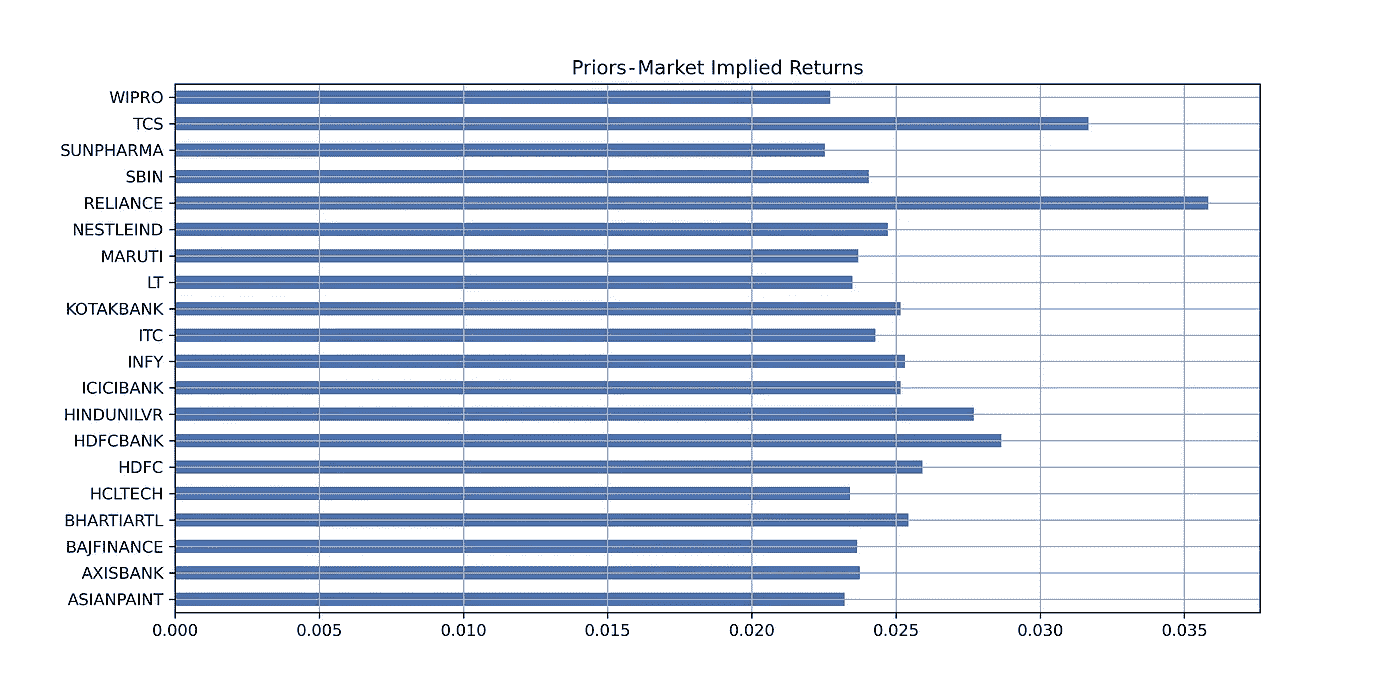 Priors-Market Implied Returns
WIPRO
TCS
SUNPHARMA
SBIN
RELIANCE
NESTLEIND
MARUTI
LT
KOTAKBANK
ITC
INFY
ICICIBANK
HINDUNILVR
HDFCBANK
HDFC
HCLTECH
BHARTIARTL
BAJFINANCE
AXISBANK
ASIANPAINT
0.000 0.005 0.010 0.015 0.020 0.025 0.030 0.035